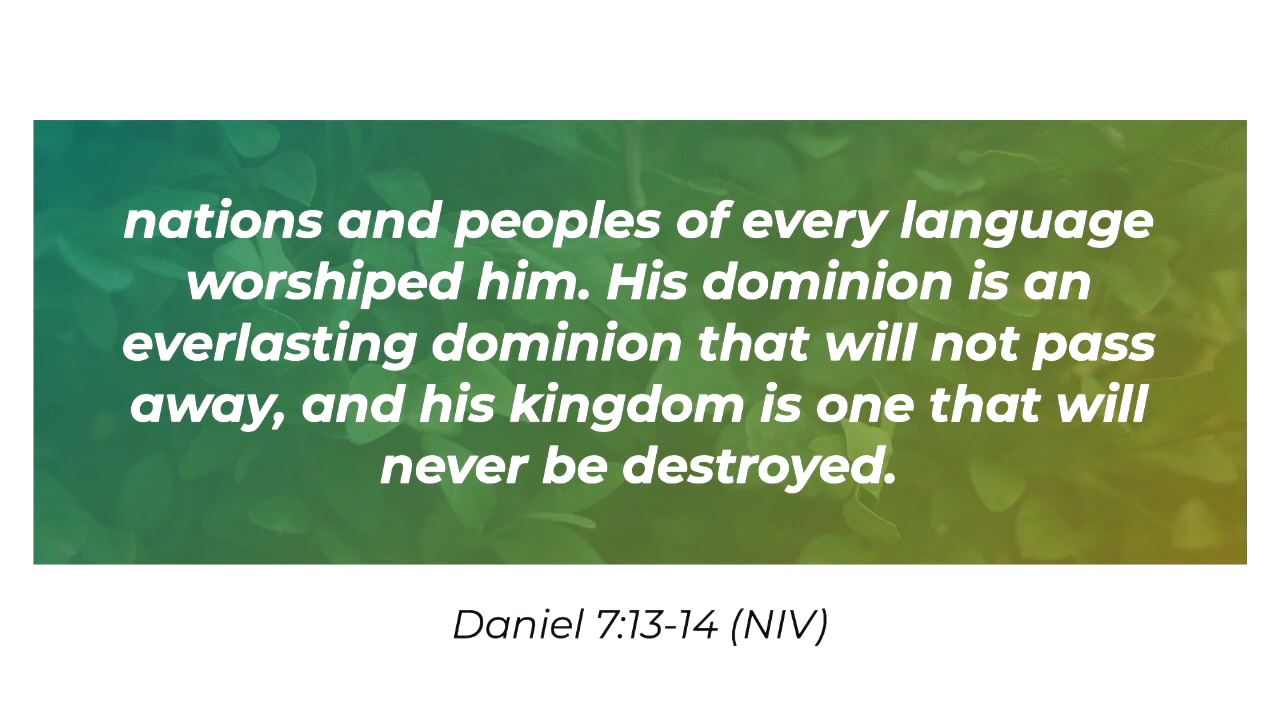 nations and peoples of every language
worshiped him. His dominion is an
everlasting dominion that will not pass
away, and his kingdom is one that will
never be destroyed.
Daniel 7:13-14 (NIV)